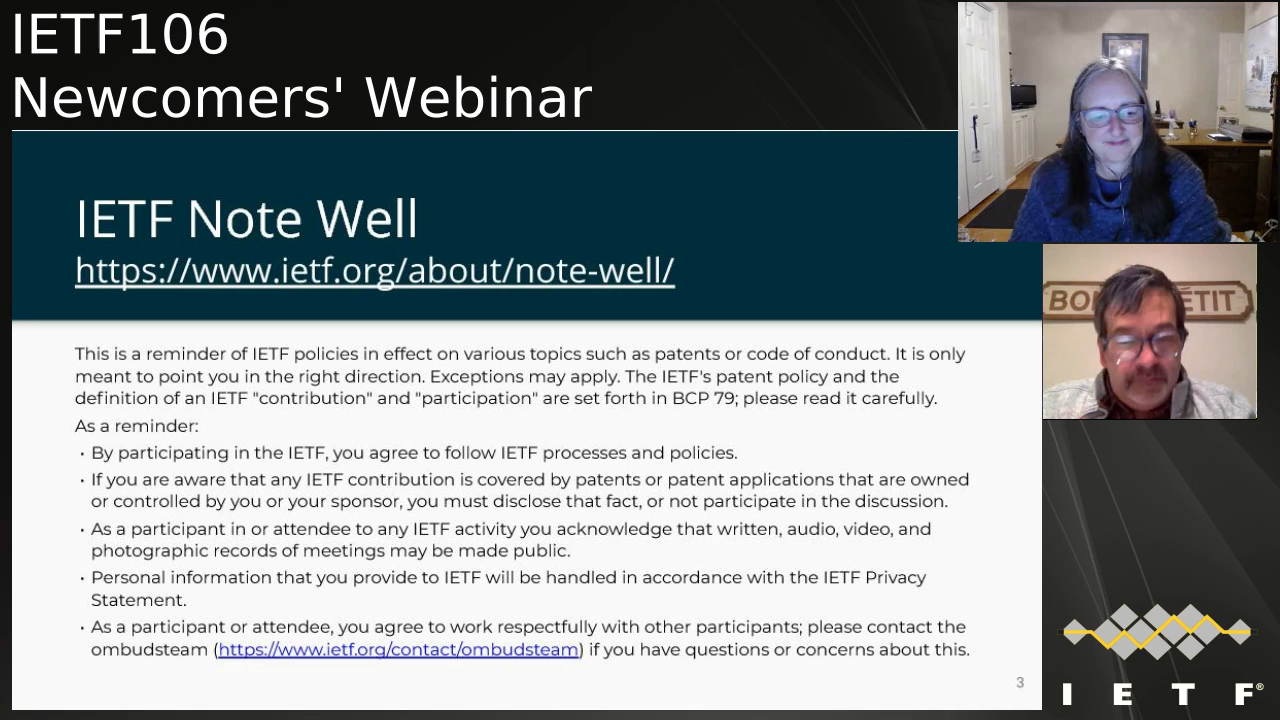 IETF106
Newcomers' Webinar
IETF Note Well
https://www.ietf.org/about/note-well/
This is a reminder of IETF policies in effect on various topics such as patents or code of conduct. It is only
meant to point you in the right direction. Exceptions may apply. The IETF's patent policy and the
definition of an IETF "contribution" and "participation" are set forth in BCP 79; please read it carefully.
As a reminder:
· By participating in the IETF, you agree to follow IETF processes and policies.
· If you are aware that any IETF contribution is covered by patents or patent applications that are owned
or controlled by you or your sponsor, you must disclose that fact, or not participate in the discussion.
· As a participant in or attendee to any IETF activity you acknowledge that written, audio, video, and
photographic records of meetings may be made public.
· Personal information that you provide to IETF will be handled in accordance with the IETF Privacy
Statement.
· As a participant or attendee, you agree to work respectfully with other participants; please contact the
ombudsteam (https://www.ietf.org/contact/ombudsteam) if you have questions or concerns about this.
3
I E T F®